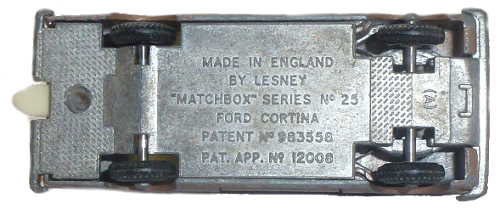 MADE IN ENGLAND
BY LESNEY
"MATCHBOX" SERIES Nº 25
FORD CORTINA
PATENT Nº 983558
PAT. APP. Nº 12008
(A)